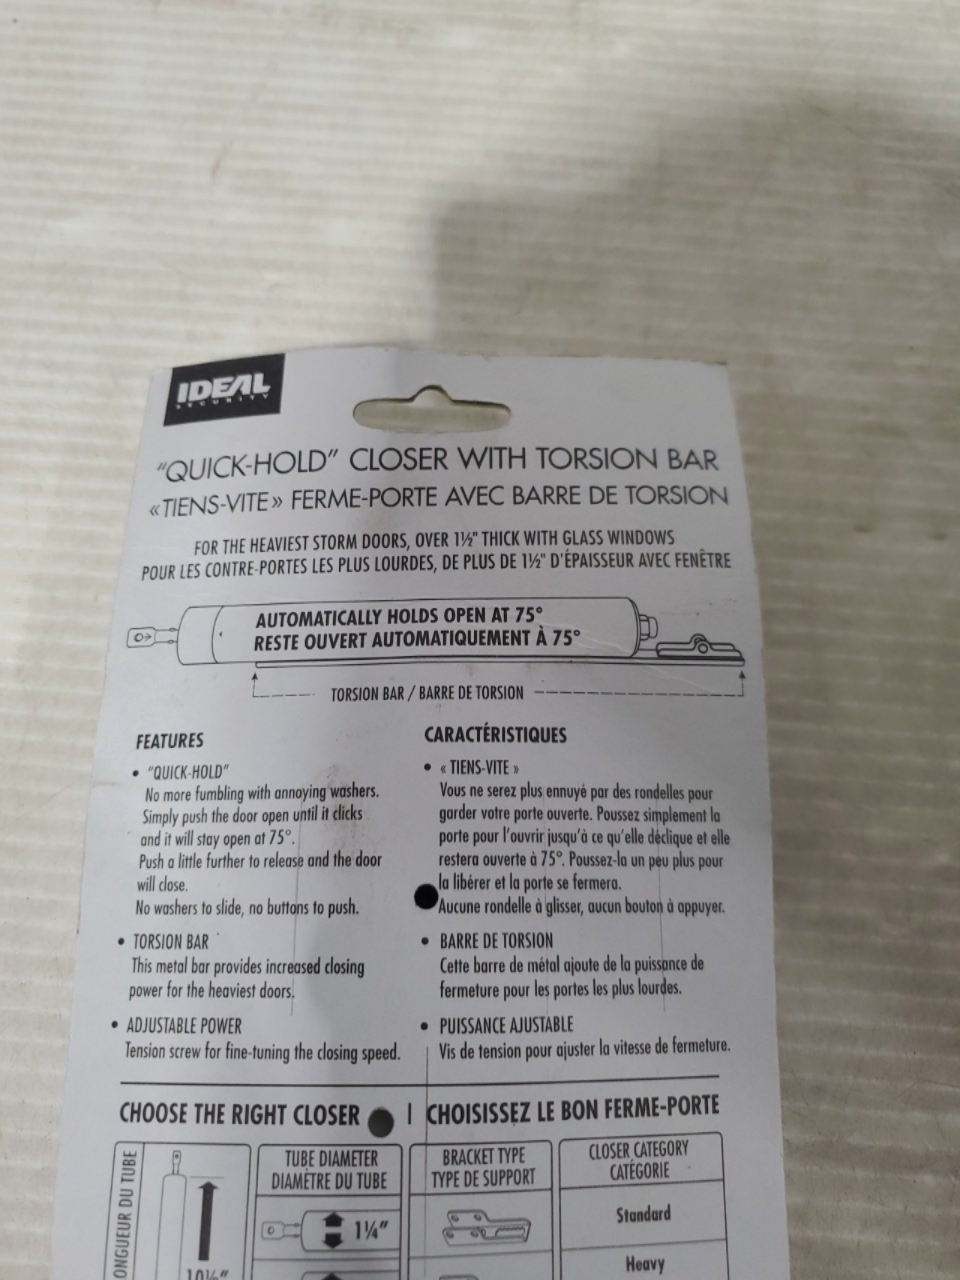 IDEAL
SECURITY
"QUICK-HOLD" CLOSER WITH TORSION BAR
«TIENS-VITE» FERME-PORTE AVEC BARRE DE TORSION
FOR THE HEAVIEST STORM DOORS, OVER 1½" THICK WITH GLASS WINDOWS
POUR LES CONTRE-PORTES LES PLUS LOURDES, DE PLUS DE 1½" D'ÉPAISSEUR AVEC FENÊTRE
AUTOMATICALLY HOLDS OPEN AT 75°
RESTE OUVERT AUTOMATIQUEMENT À 75°
TORSION BAR / BARRE DE TORSION
FEATURES
• "QUICK-HOLD"
No more fumbling with annoying washers.
Simply push the door open until it clicks
and it will stay open at 75°.
Push a little further to release and the door
will close.
No washers to slide, no buttons to push.
• TORSION BAR
This metal bar provides increased closing
power for the heaviest doors.
• ADJUSTABLE POWER
Tension screw for fine-tuning the closing speed.
CARACTÉRISTIQUES
• « TIENS-VITE »
Vous ne serez plus ennuyé par des rondelles pour
garder votre porte ouverte. Poussez simplement la
porte pour l'ouvrir jusqu'à ce qu'elle déclique et elle
restera ouverte à 75°. Poussez-la un peu plus pour
la libérer et la porte se fermera.
Aucune rondelle à glisser, aucun bouton à appuyer.
• BARRE DE TORSION
Cette barre de métal ajoute de la puissance de
fermeture pour les portes les plus lourdes.
• PUISSANCE AJUSTABLE
Vis de tension pour ajuster la vitesse de fermeture.
CHOOSE THE RIGHT CLOSER | CHOISISSEZ LE BON FERME-PORTE
ONGUEUR DU TUBE
10½"
TUBE DIAMETER
DIAMÈTRE DU TUBE
1¼"
BRACKET TYPE
TYPE DE SUPPORT
CLOSER CATEGORY
CATÉGORIE
Standard
Heavy